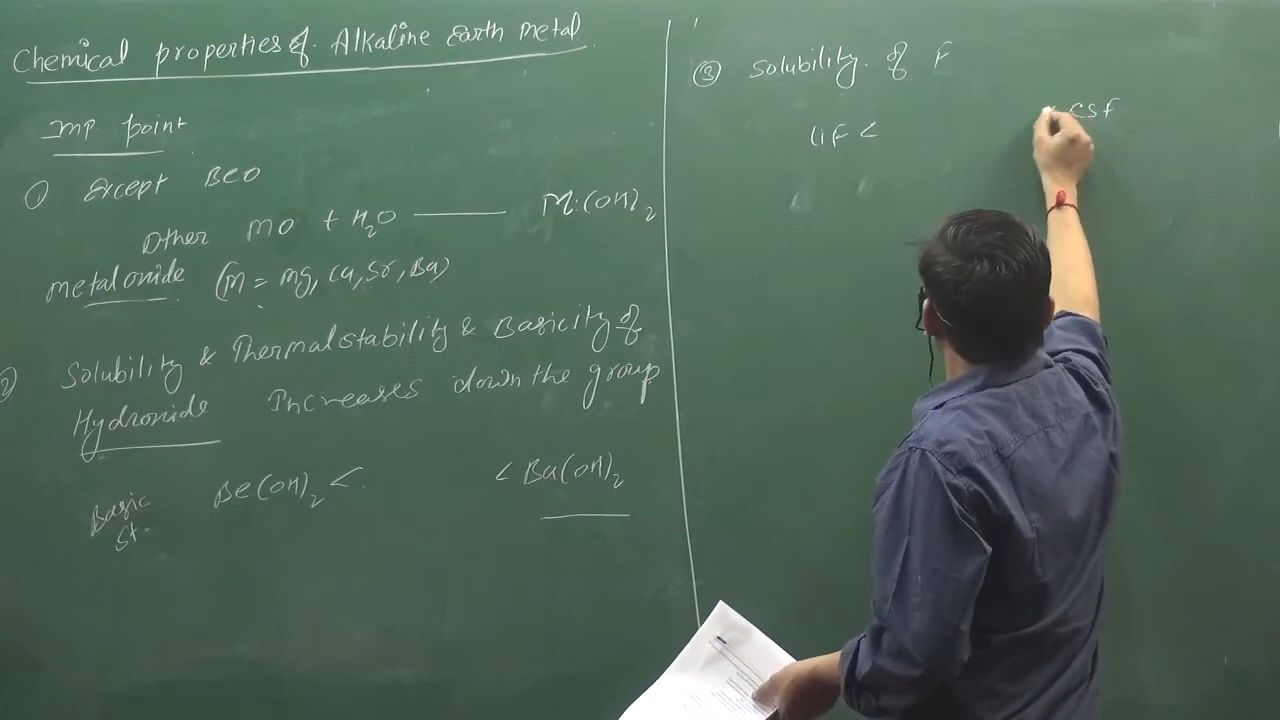 Chemical properties of Alkaline Earth Metal
Imp. point
① Except BeO
Other MO + H₂O —— M(OH)₂
metal oxide (M = Mg, Ca, Sr, Ba)
② Solubility & Thermal stability & Basicity of
Hydroxide Increases down the group
Basic Be(OH)₂ < < Ba(OH)₂
St.
③ Solubility of F
LiF < CsF